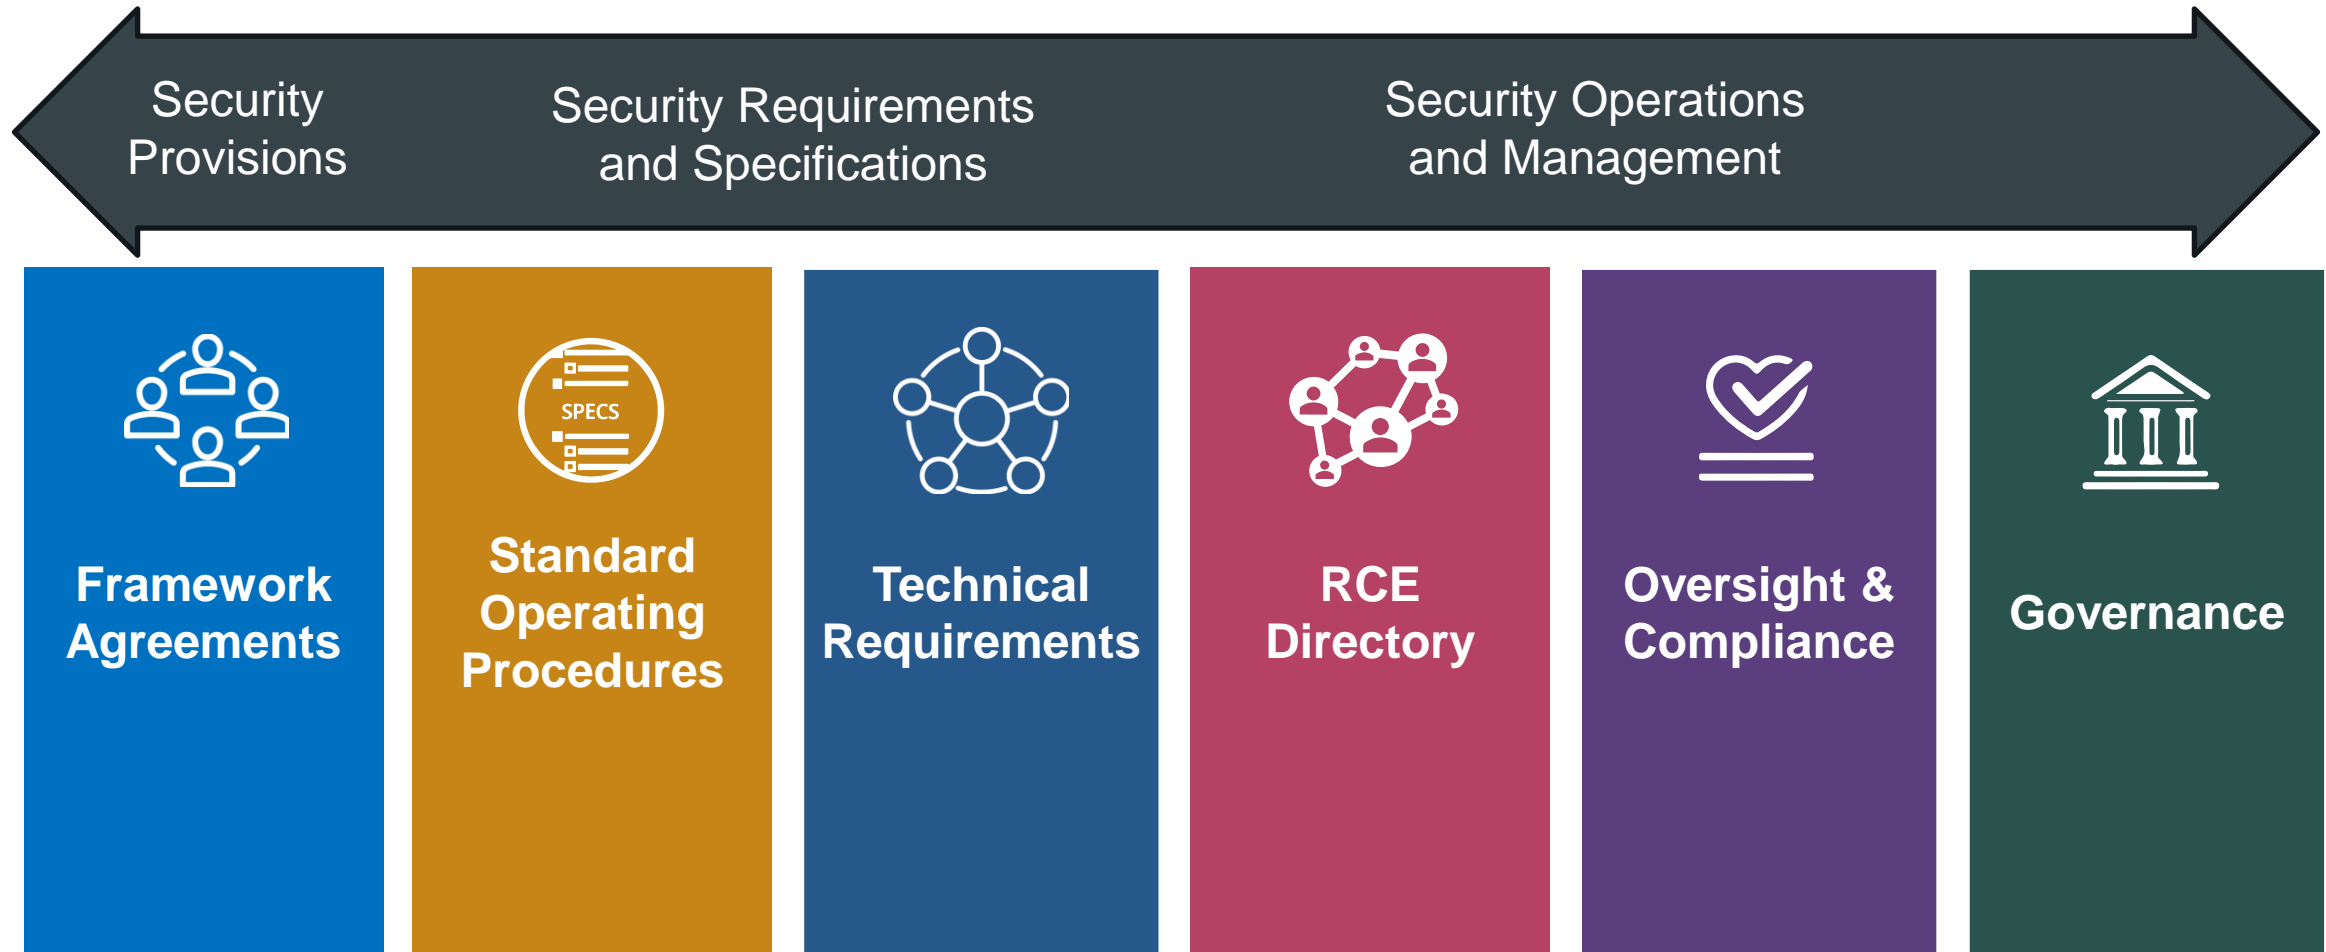 Security
Provisions
Security Requirements
and Specifications
Security Operations
and Management
Framework
Agreements
SPECS
Standard
Operating
Procedures
Technical
Requirements
RCE
Directory
Oversight &
Compliance
Governance